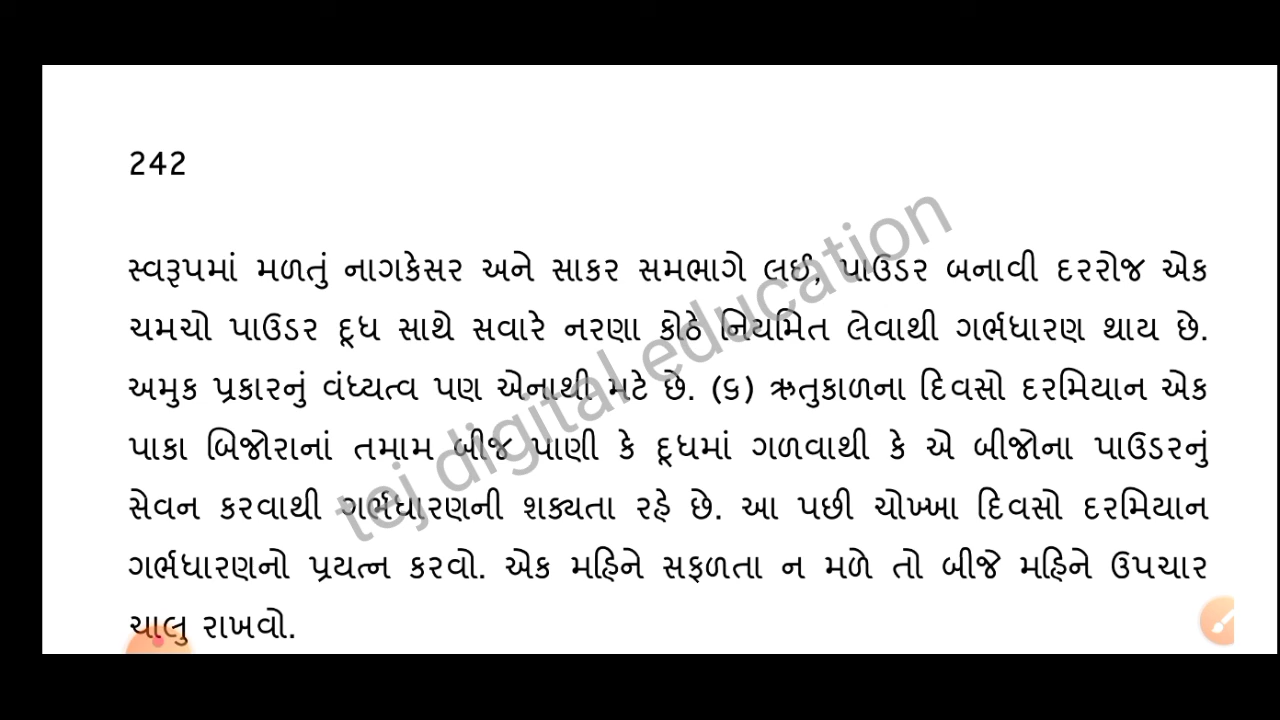 242
સ્વરૂપમાં મળતું નાગકેસર અને સાકર સમભાગે લઈ, પાઉડર બનાવી દરરોજ એક
ચમચો પાઉડર દૂધ સાથે સવારે નરણા કોઠે નિયમિત લેવાથી ગર્ભધારણ થાય છે.
અમુક પ્રકારનું વંધ્યત્વ પણ એનાથી મટે છે. (૬) ઋતુકાળના દિવસો દરમિયાન એક
પાકા બિજોરાનાં તમામ બીજ પાણી કે દૂધમાં ગળવાથી કે એ બીજોના પાઉડરનું
સેવન કરવાથી ગર્ભધારણની શક્યતા રહે છે. આ પછી ચોખ્ખા દિવસો દરમિયાન
ગર્ભધારણનો પ્રયત્ન કરવો. એક મહિને સફળતા ન મળે તો બીજે મહિને ઉપચાર
ચાલુ રાખવો.
tej digital education